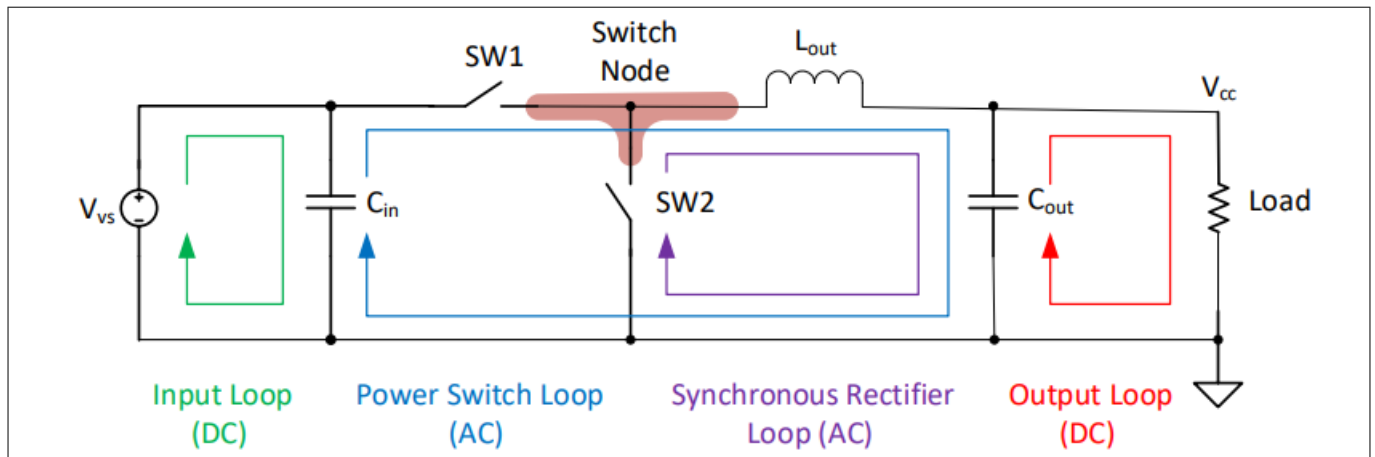 Switch
Node
SW1
Lout
Vcc
Vvs
+
−
Cin
SW2
Cout
Load
Input Loop
(DC)
Power Switch Loop
(AC)
Synchronous Rectifier
Loop (AC)
Output Loop
(DC)